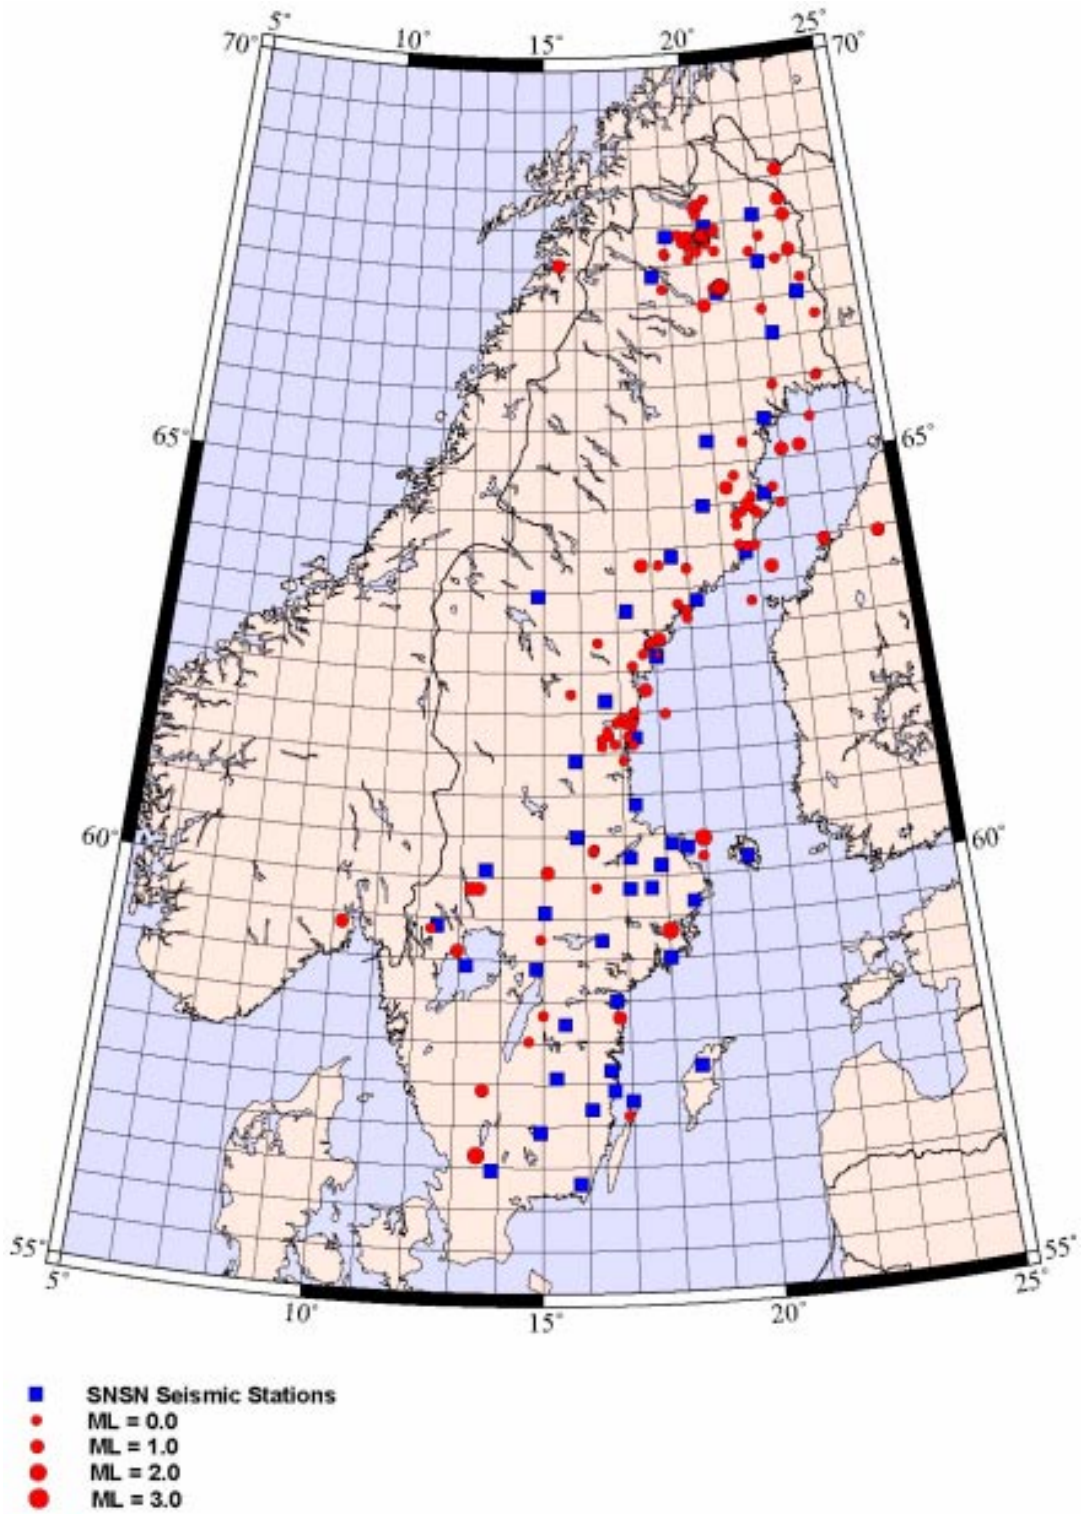 5° 25°
70° 10° 15° 20° 70°
65° 65°
60° 60°
55° 55°
5° 25°
10° 20°
15°
SNSN Seismic Stations
ML = 0.0
ML = 1.0
ML = 2.0
ML = 3.0